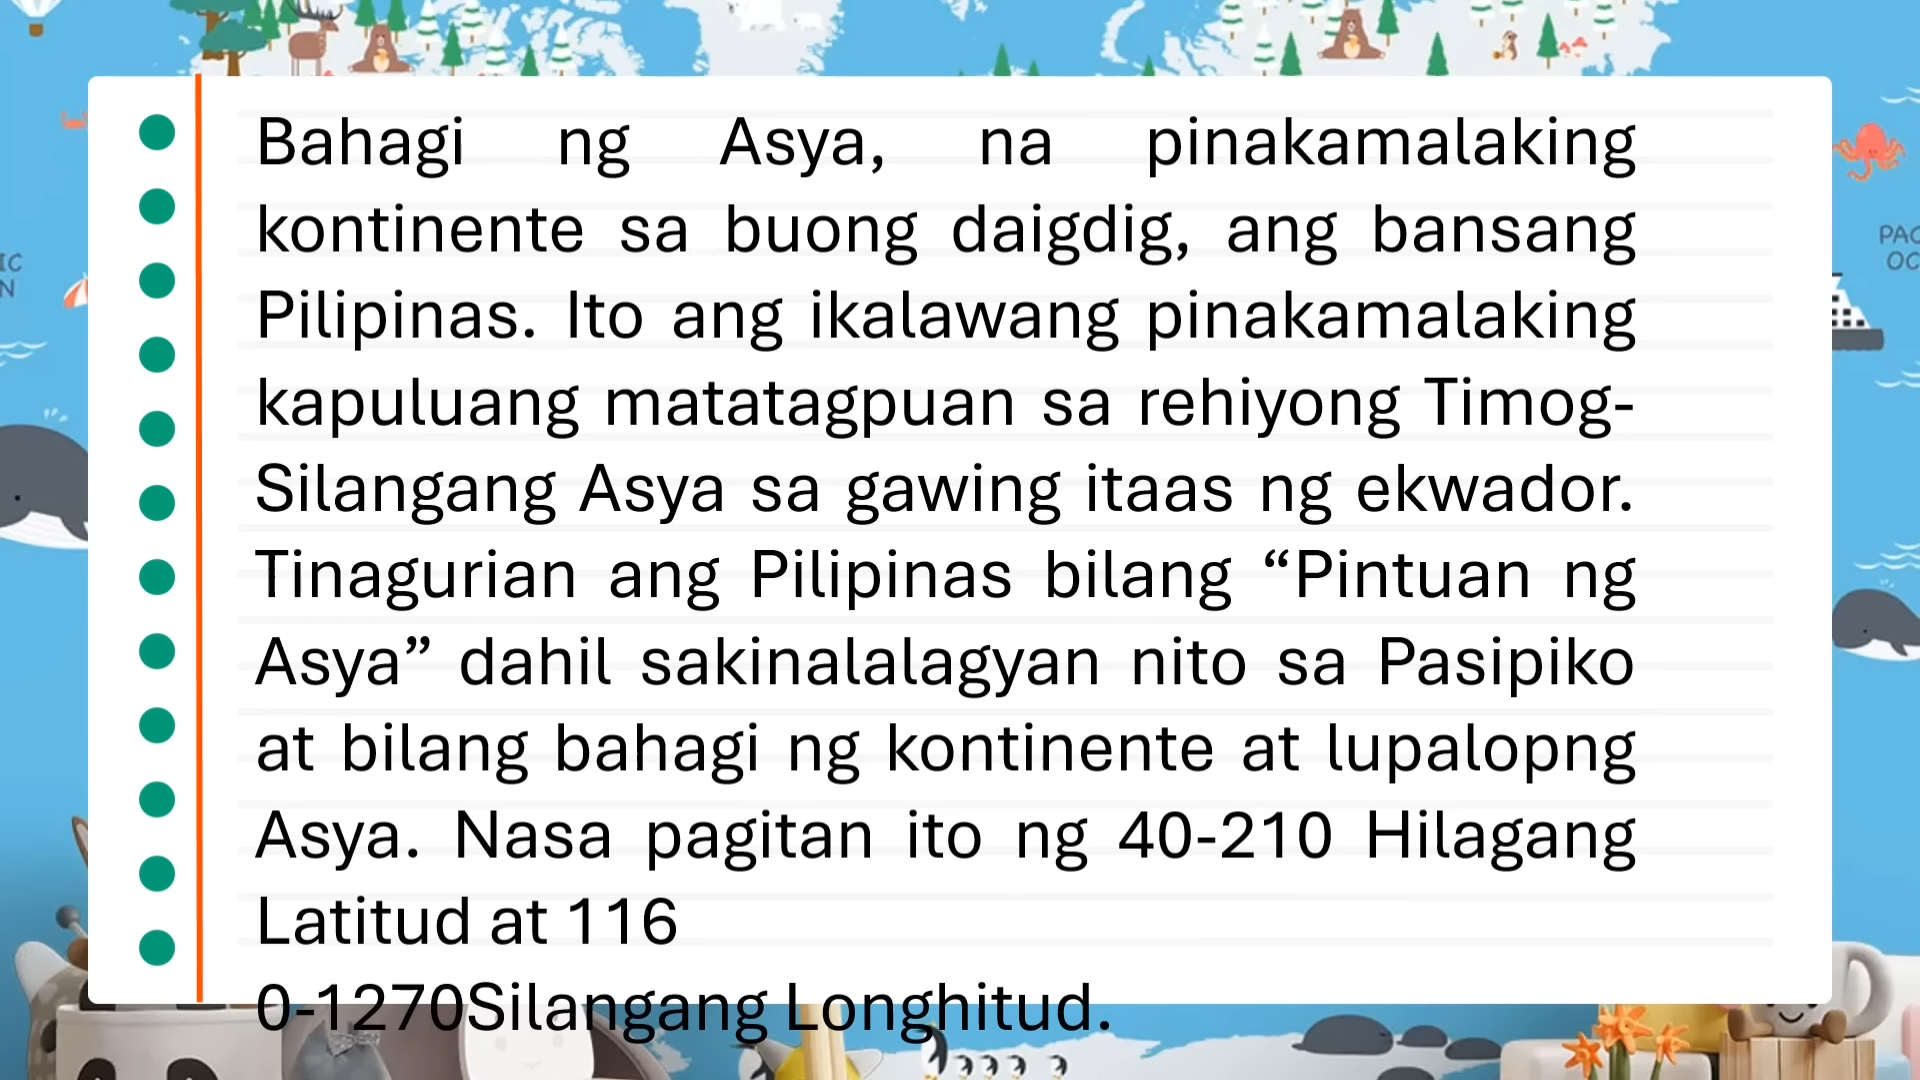 Bahagi ng Asya, na pinakamalaking
kontinente sa buong daigdig, ang bansang
Pilipinas. Ito ang ikalawang pinakamalaking
kapuluang matatagpuan sa rehiyong Timog-
Silangang Asya sa gawing itaas ng ekwador.
Tinagurian ang Pilipinas bilang “Pintuan ng
Asya” dahil sakinalalagyan nito sa Pasipiko
at bilang bahagi ng kontinente at lupalopng
Asya. Nasa pagitan ito ng 40-210 Hilagang
Latitud at 116
0-1270Silangang Longhitud.
IC
N
PAC
OC